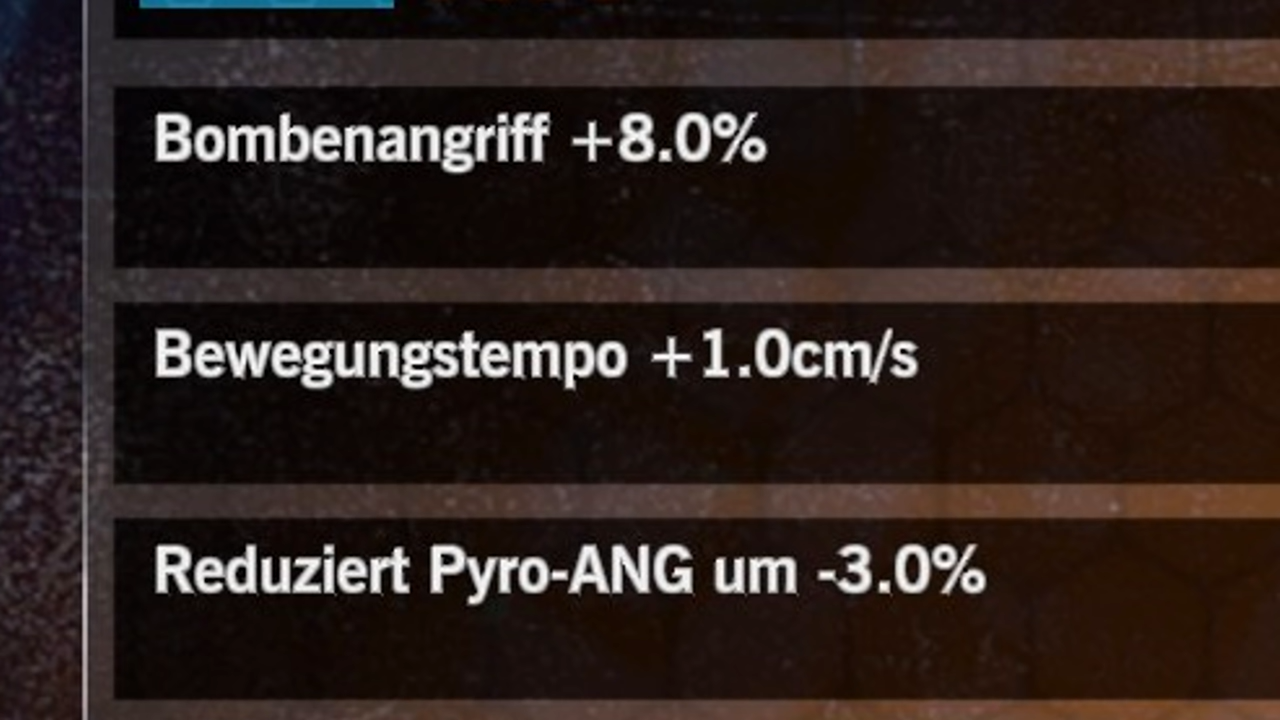 Bombenangriff +8.0%
Bewegungstempo +1.0cm/s
Reduziert Pyro-ANG um -3.0%